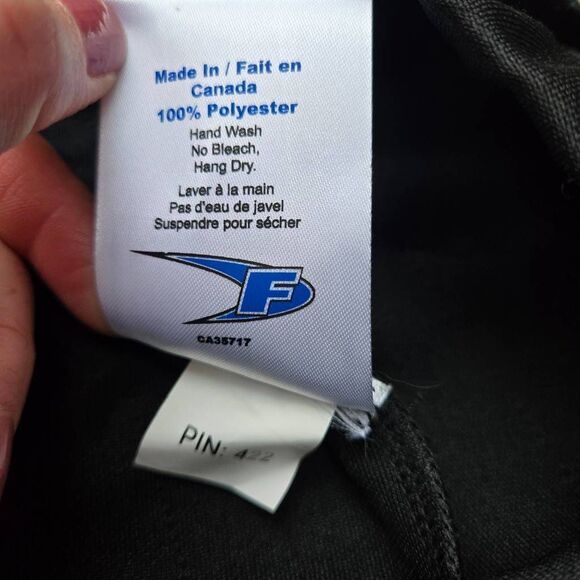 Made In / Fait en
Canada
100% Polyester
Hand Wash
No Bleach,
Hang Dry.
Laver à la main
Pas d'eau de javel
Suspendre pour sécher
F
CA35717
PIN: 422